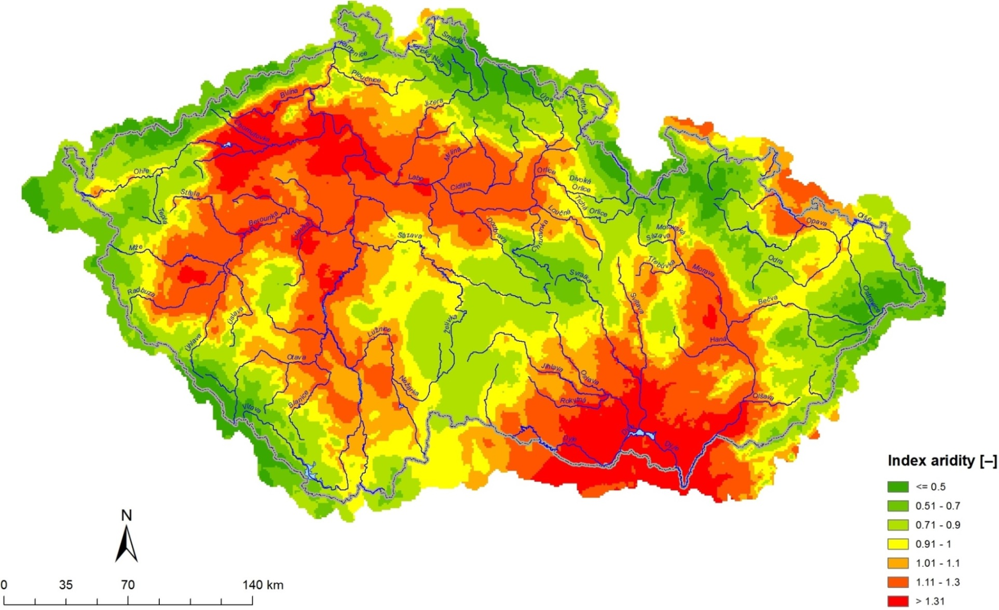 Smědá
Kamenice
Ploučnice
Bílina
Jizera
Úpa
Metuje
Chomutovka
Ohře
Mrlina
Labe
Cidlina
Orlice
Divoká
Orlice
Tichá
Orlice
Střela
Teplá
Berounka
Loučná
Doubrava
Chrudimka
Sázava
Moravská
Sázava
Opava
Olše
Mže
Třebůvka
Morava
Odra
Svratka
Radbuza
Úslava
Svitava
Bečva
Ostravice
Želivka
Lužnice
Úhlava
Haná
Otava
Nežárka
Jihlava
Oslava
Blanice
Rokytná
Olšava
Vltava
Dyje
Dyje
Dyje
Index aridity [–]
<= 0.5
0.51 - 0.7
0.71 - 0.9
0.91 - 1
1.01 - 1.1
1.11 - 1.3
> 1.31
N
0 35 70 140 km